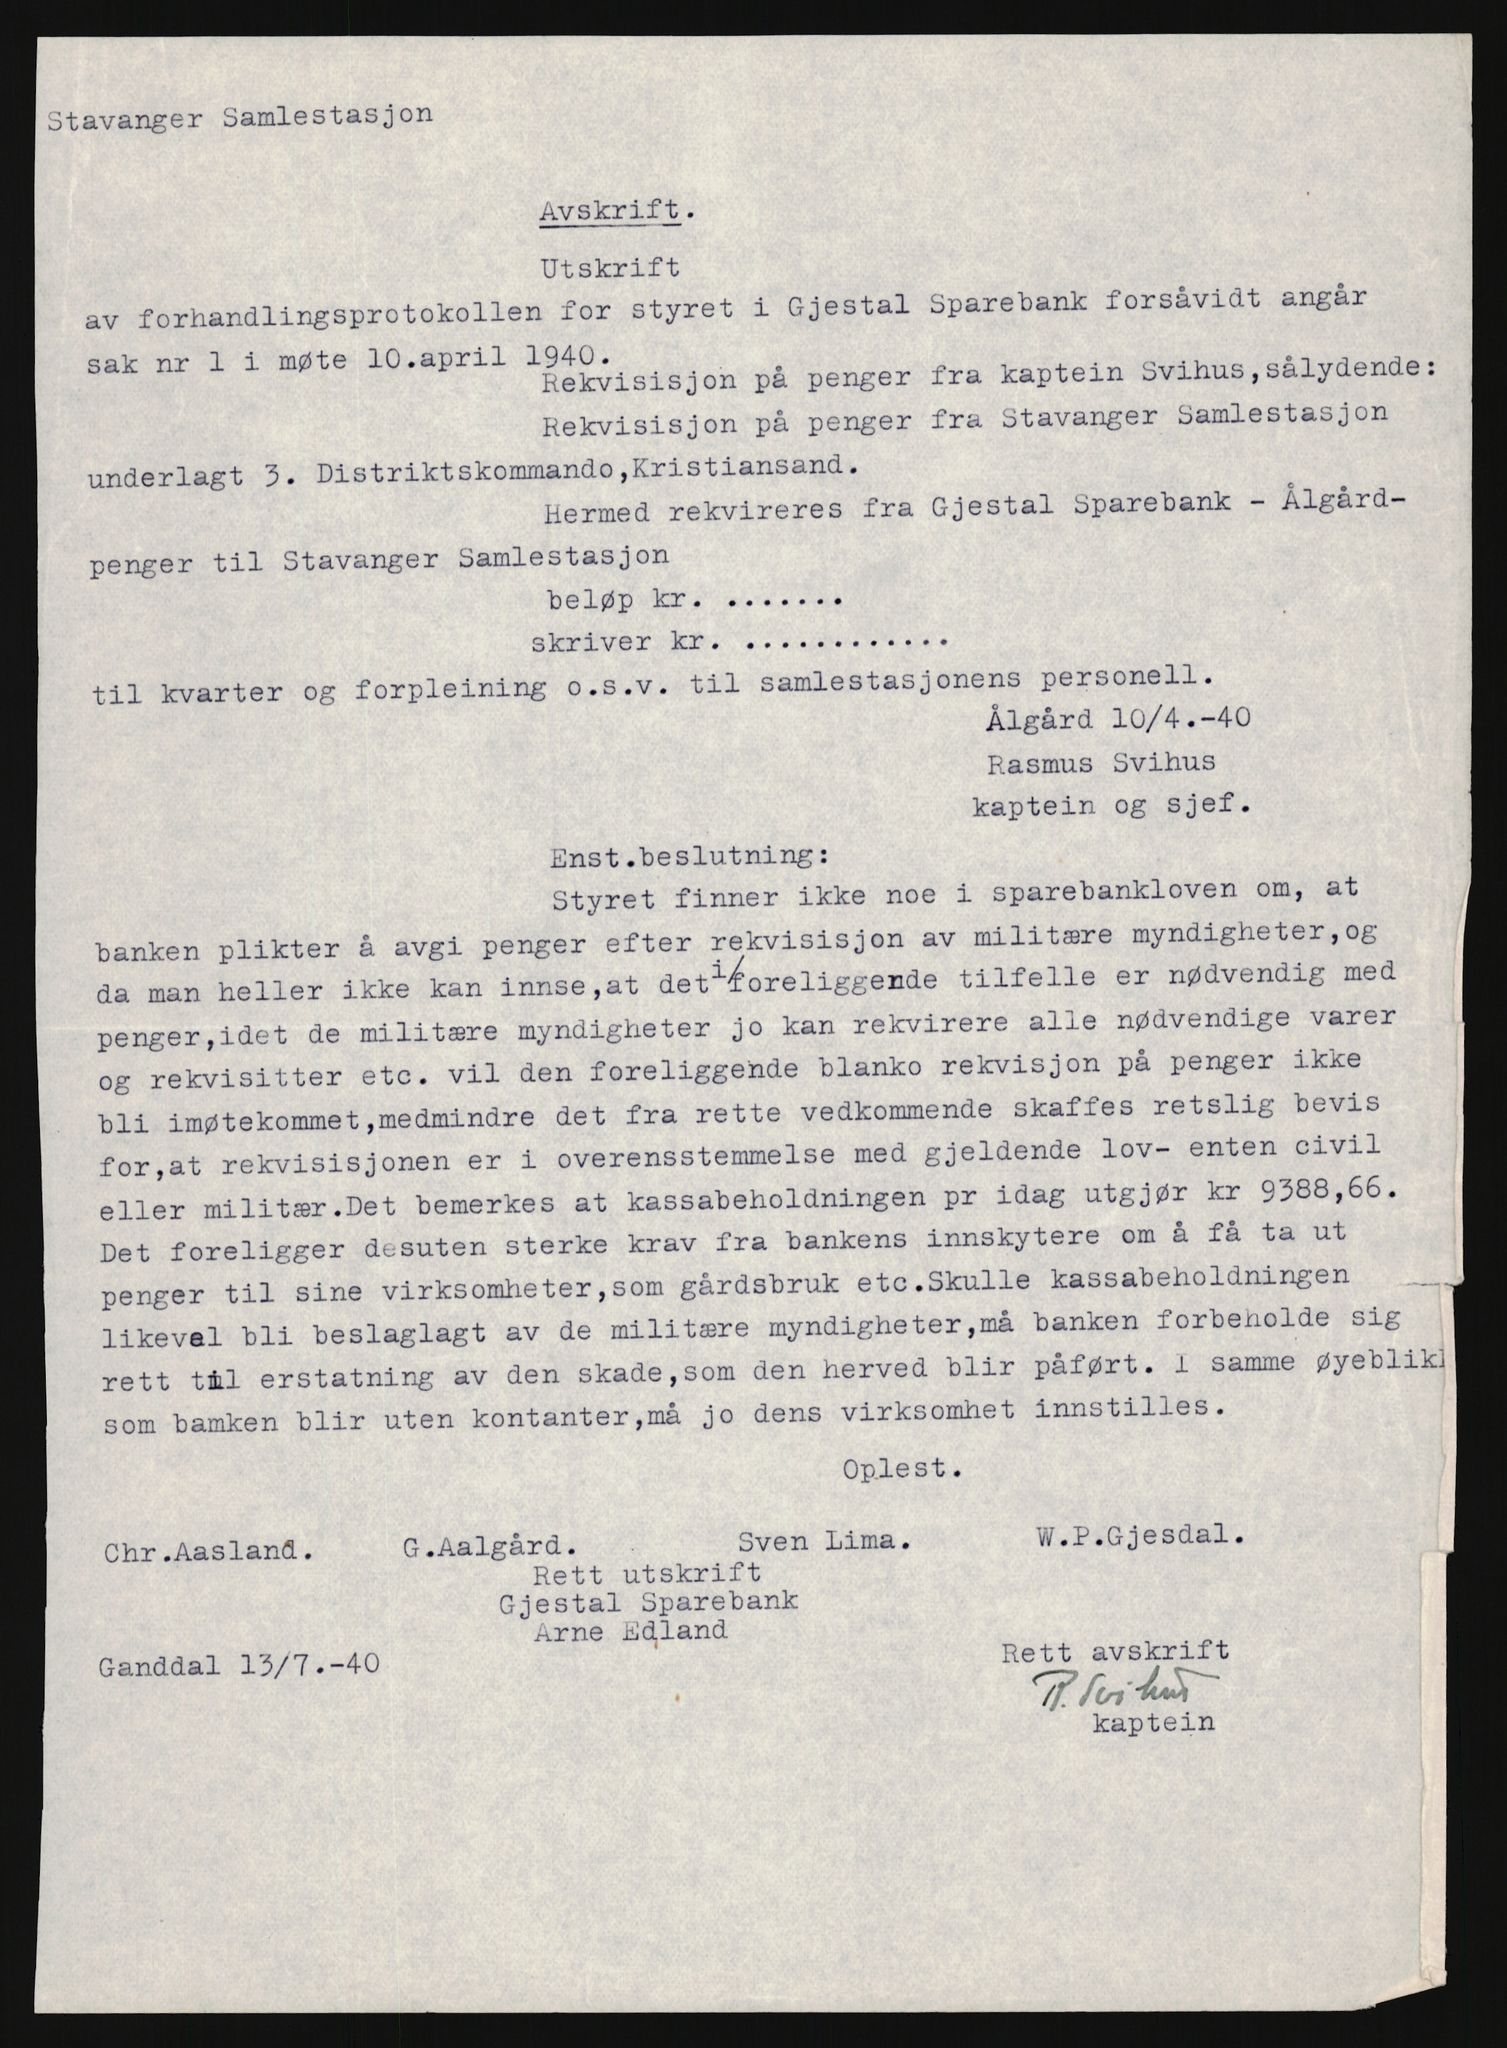 Stavanger Samlestasjon
Avskrift.
Utskrift
av forhandlingsprotokollen for styret i Gjestal Sparebank forsåvidt angår
sak nr 1 i møte 10.april 1940.
Rekvisisjon på penger fra kaptein Svihus,sålydende:
Rekvisisjon på penger fra Stavanger Samlestasjon
underlagt 3. Distriktskommando,Kristiansand.
Hermed rekvireres fra Gjestal Sparebank - Ålgård-
penger til Stavanger Samlestasjon
beløp kr. .......
skriver kr. ............
til kvarter og forpleining o.s.v. til samlestasjonens personell.
Ålgård 10/4.-40
Rasmus Svihus
kaptein og sjef.
Enst.beslutning:
Styret finner ikke noe i sparebankloven om, at
banken plikter å avgi penger efter rekvisisjon av militære myndigheter,og
da man heller ikke kan innse,at det i/foreliggende tilfelle er nødvendig med
penger,idet de militære myndigheter jo kan rekvirere alle nødvendige varer
og rekvisitter etc. vil den foreliggende blanko rekvisjon på penger ikke
bli imøtekommet,medmindre det fra rette vedkommende skaffes retslig bevis
for,at rekvisisjonen er i overensstemmelse med gjeldende lov- enten civil
eller militær.Det bemerkes at kassabeholdningen pr idag utgjør kr 9388,66.
Det foreligger desuten sterke krav fra bankens innskytere om å få ta ut
penger til sine virksomheter,som gårdsbruk etc.Skulle kassabeholdningen
likevel bli beslaglagt av de militære myndigheter,må banken forbeholde sig
rett til erstatning av den skade,som den herved blir påført. I samme øyeblikk
som bamken blir uten kontanter,må jo dens virksomhet innstilles.
Oplest.
Chr.Aasland. G.Aalgård. Sven Lima. W.P.Gjesdal.
Rett utskrift
Gjestal Sparebank
Arne Edland
Ganddal 13/7.-40
Rett avskrift
R. Svihus
kaptein